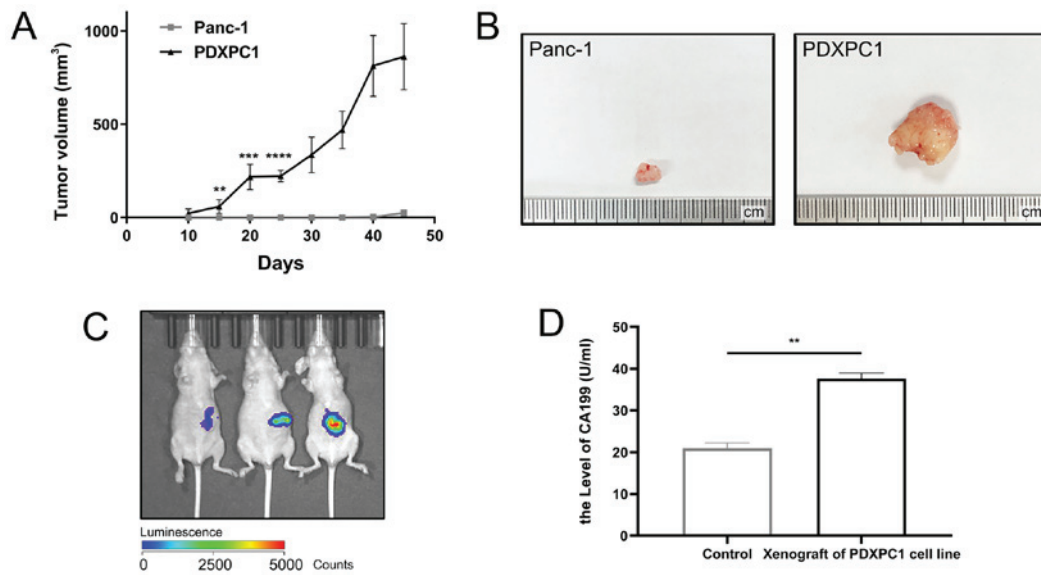 A
Panc-1
PDXPC1
Tumor volume (mm³)
1000
500
0
**
***
****
0 10 20 30 40 50
Days
B
Panc-1
cm
PDXPC1
cm
C
Luminescence
0 2500 5000 Counts
D
the Level of CA199 (U/ml)
50
40
30
20
10
0
**
Control Xenograft of PDXPC1 cell line